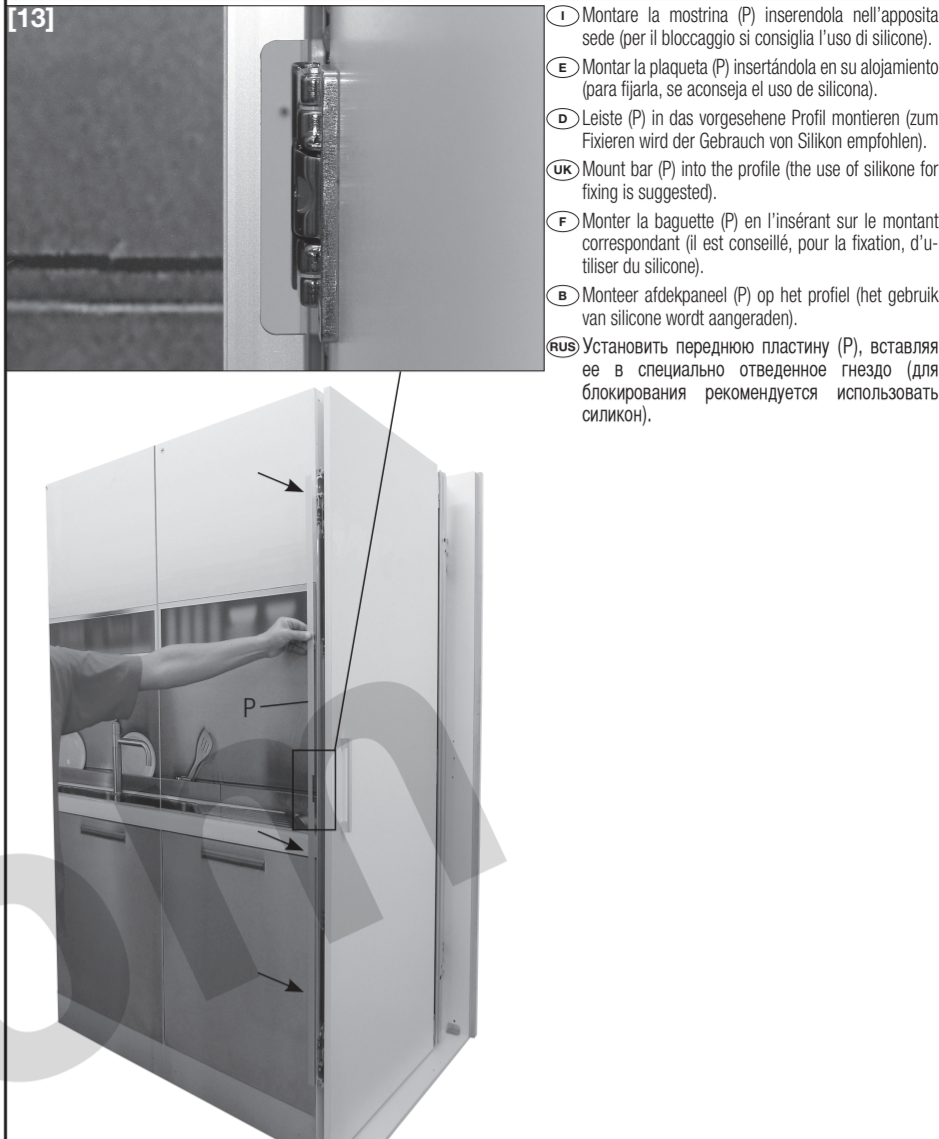 [13]
I Montare la mostrina (P) inserendola nell'apposita
sede (per il bloccaggio si consiglia l'uso di silicone).
E Montar la plaqueta (P) insertándola en su alojamiento
(para fijarla, se aconseja el uso de silicona).
D Leiste (P) in das vorgesehene Profil montieren (zum
Fixieren wird der Gebrauch von Silikon empfohlen).
UK Mount bar (P) into the profile (the use of silikone for
fixing is suggested).
F Monter la baguette (P) en l'insérant sur le montant
correspondant (il est conseillé, pour la fixation, d'u-
tiliser du silicone).
B Monteer afdekpaneel (P) op het profiel (het gebruik
van silicone wordt aangeraden).
RUS Установить переднюю пластину (P), вставляя
ее в специально отведенное гнездо (для
блокирования рекомендуется использовать
силикон).
P
om